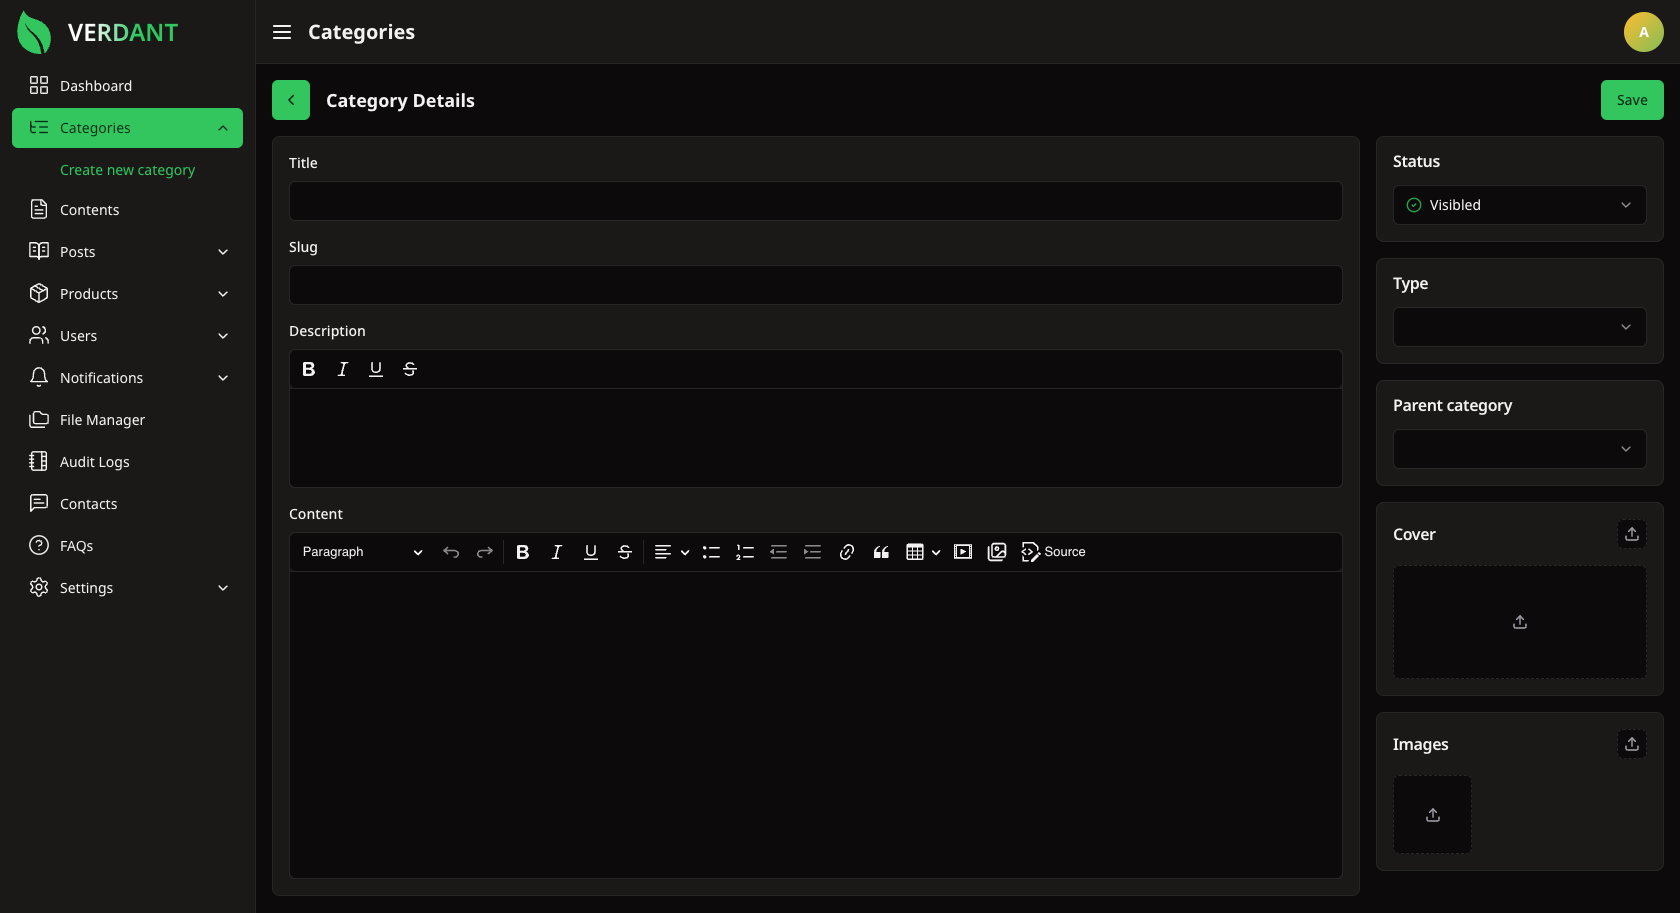 VERDANT
Categories
A
Dashboard
Categories
Create new category
Contents
Posts
Products
Users
Notifications
File Manager
Audit Logs
Contacts
FAQs
Settings
Category Details
Save
Title
Slug
Description
B I U S
Content
Paragraph B I U S Source
Status
Visibled
Type
Parent category
Cover
Images